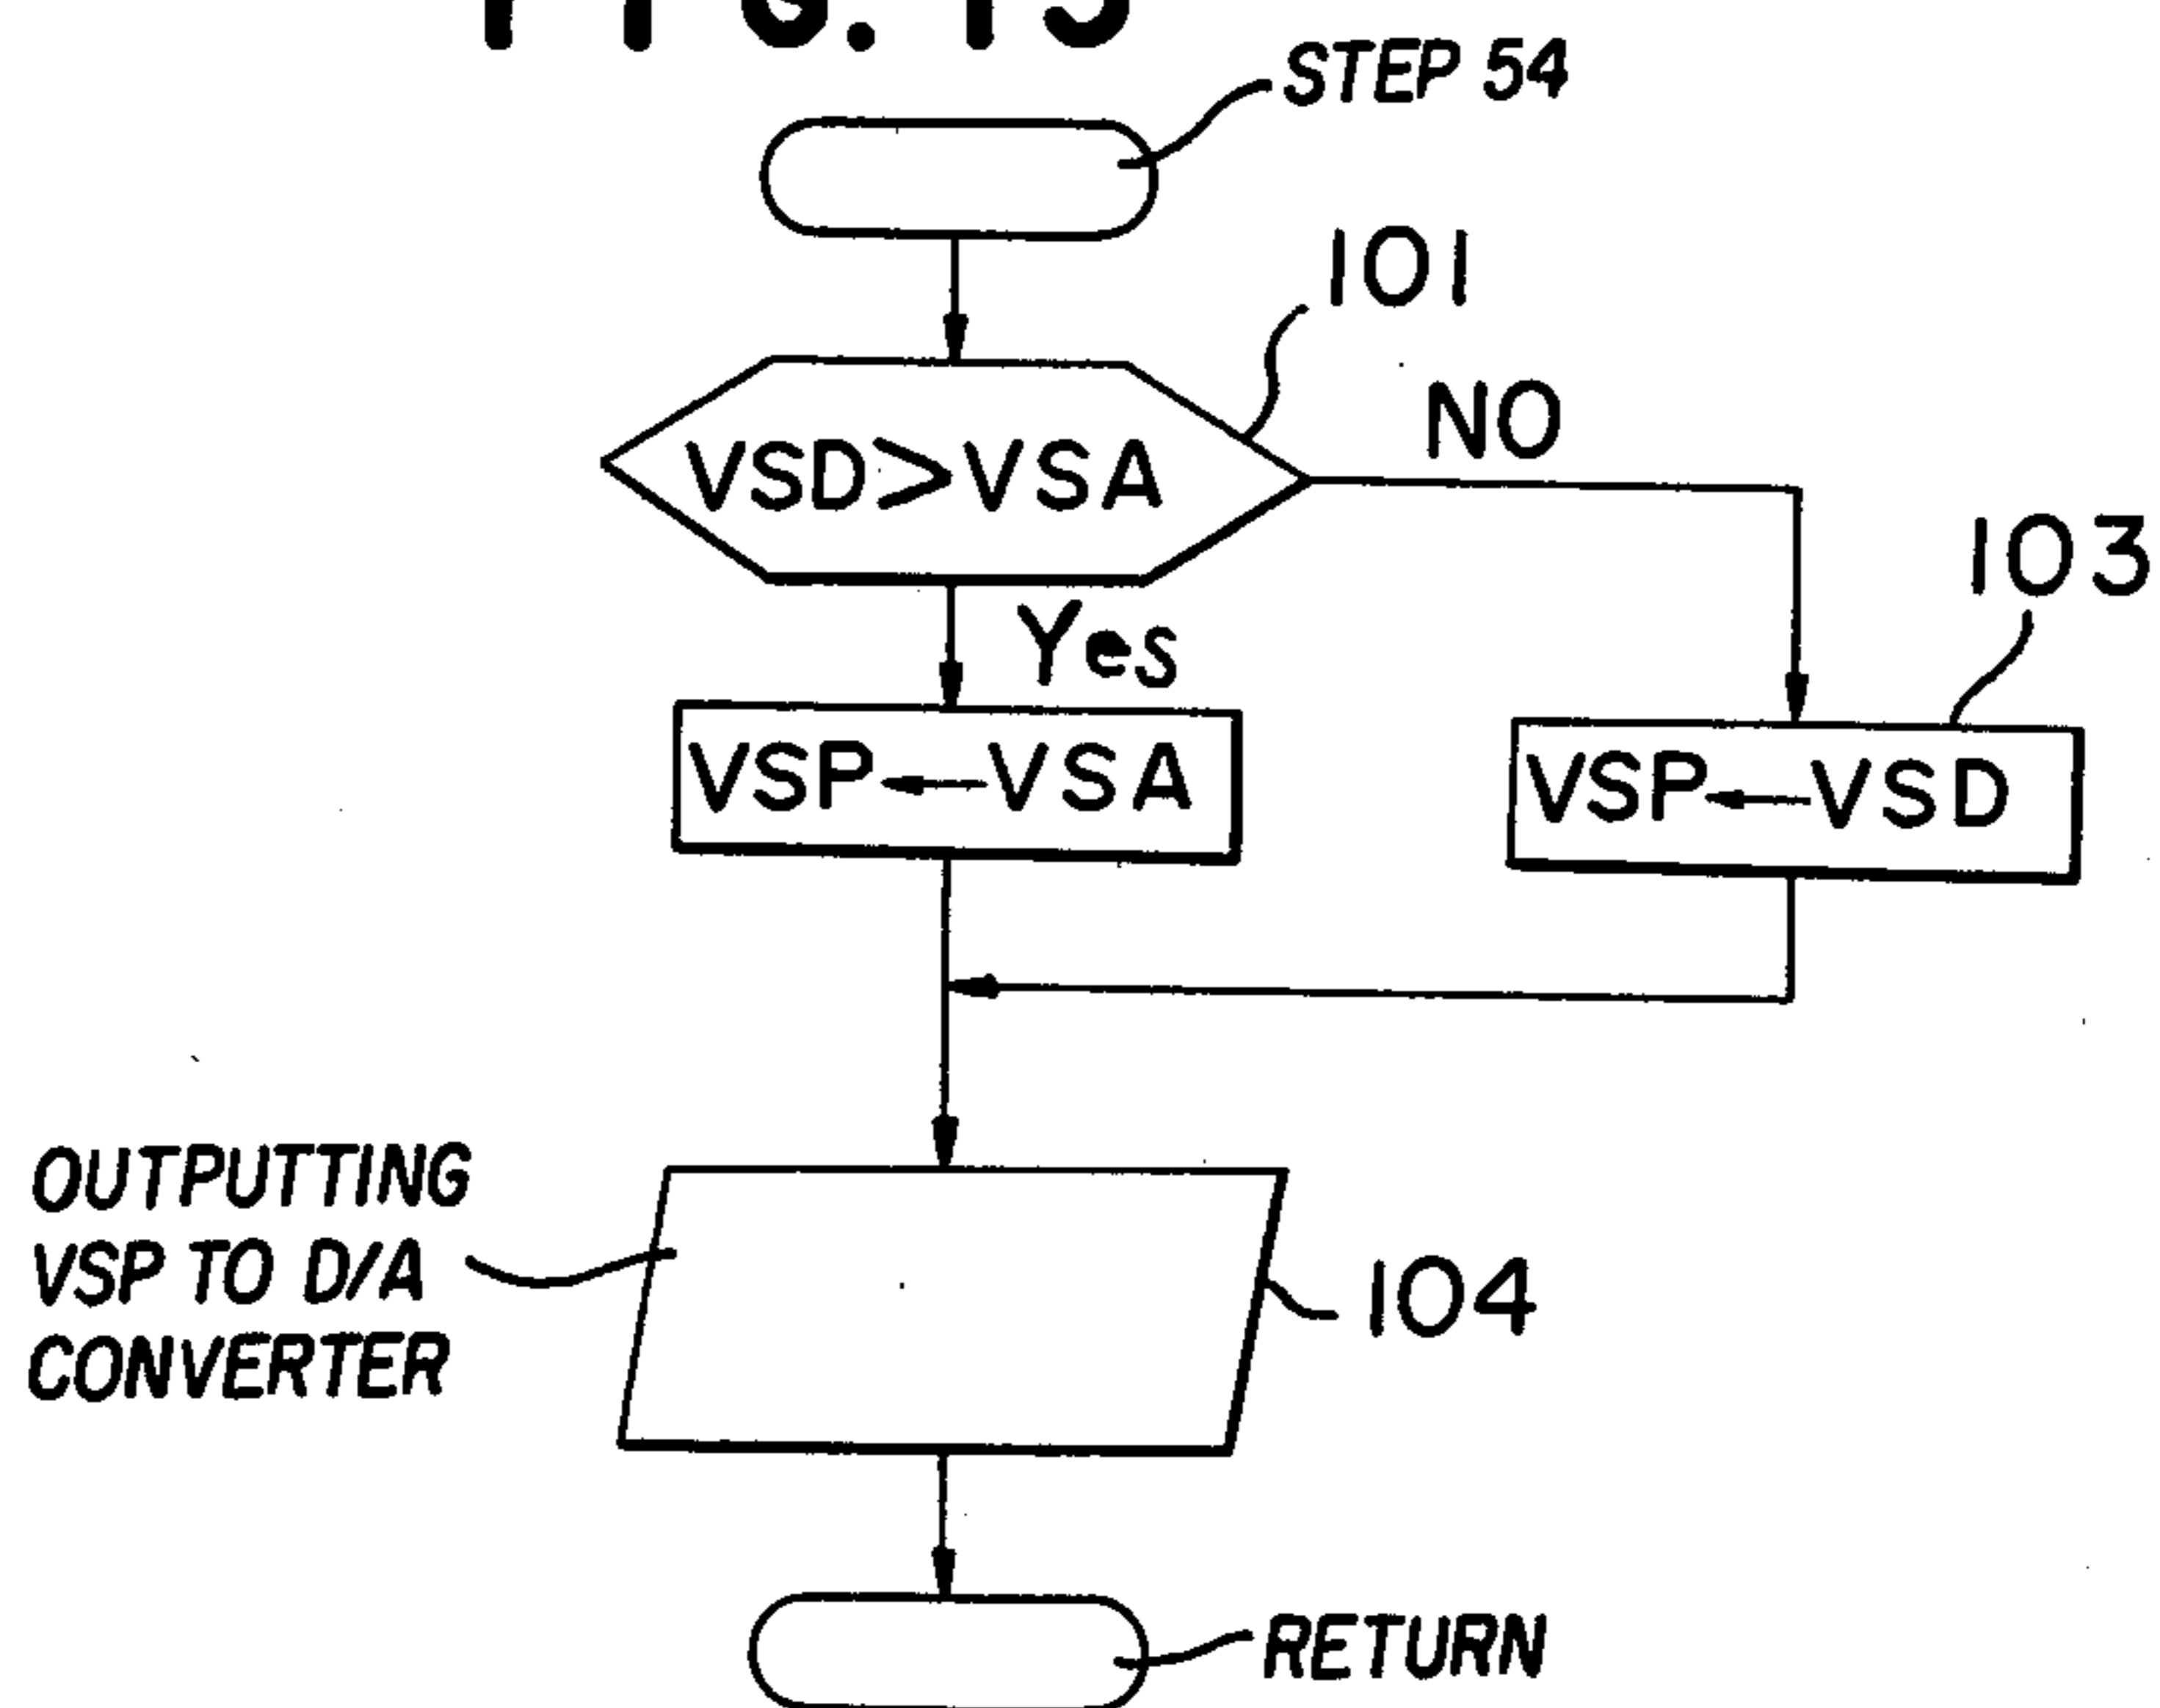 STEP 54
101
VSD>VSA
NO
103
Yes
VSP←VSA
VSP←VSD
OUTPUTTING
VSP TO D/A
CONVERTER
104
RETURN